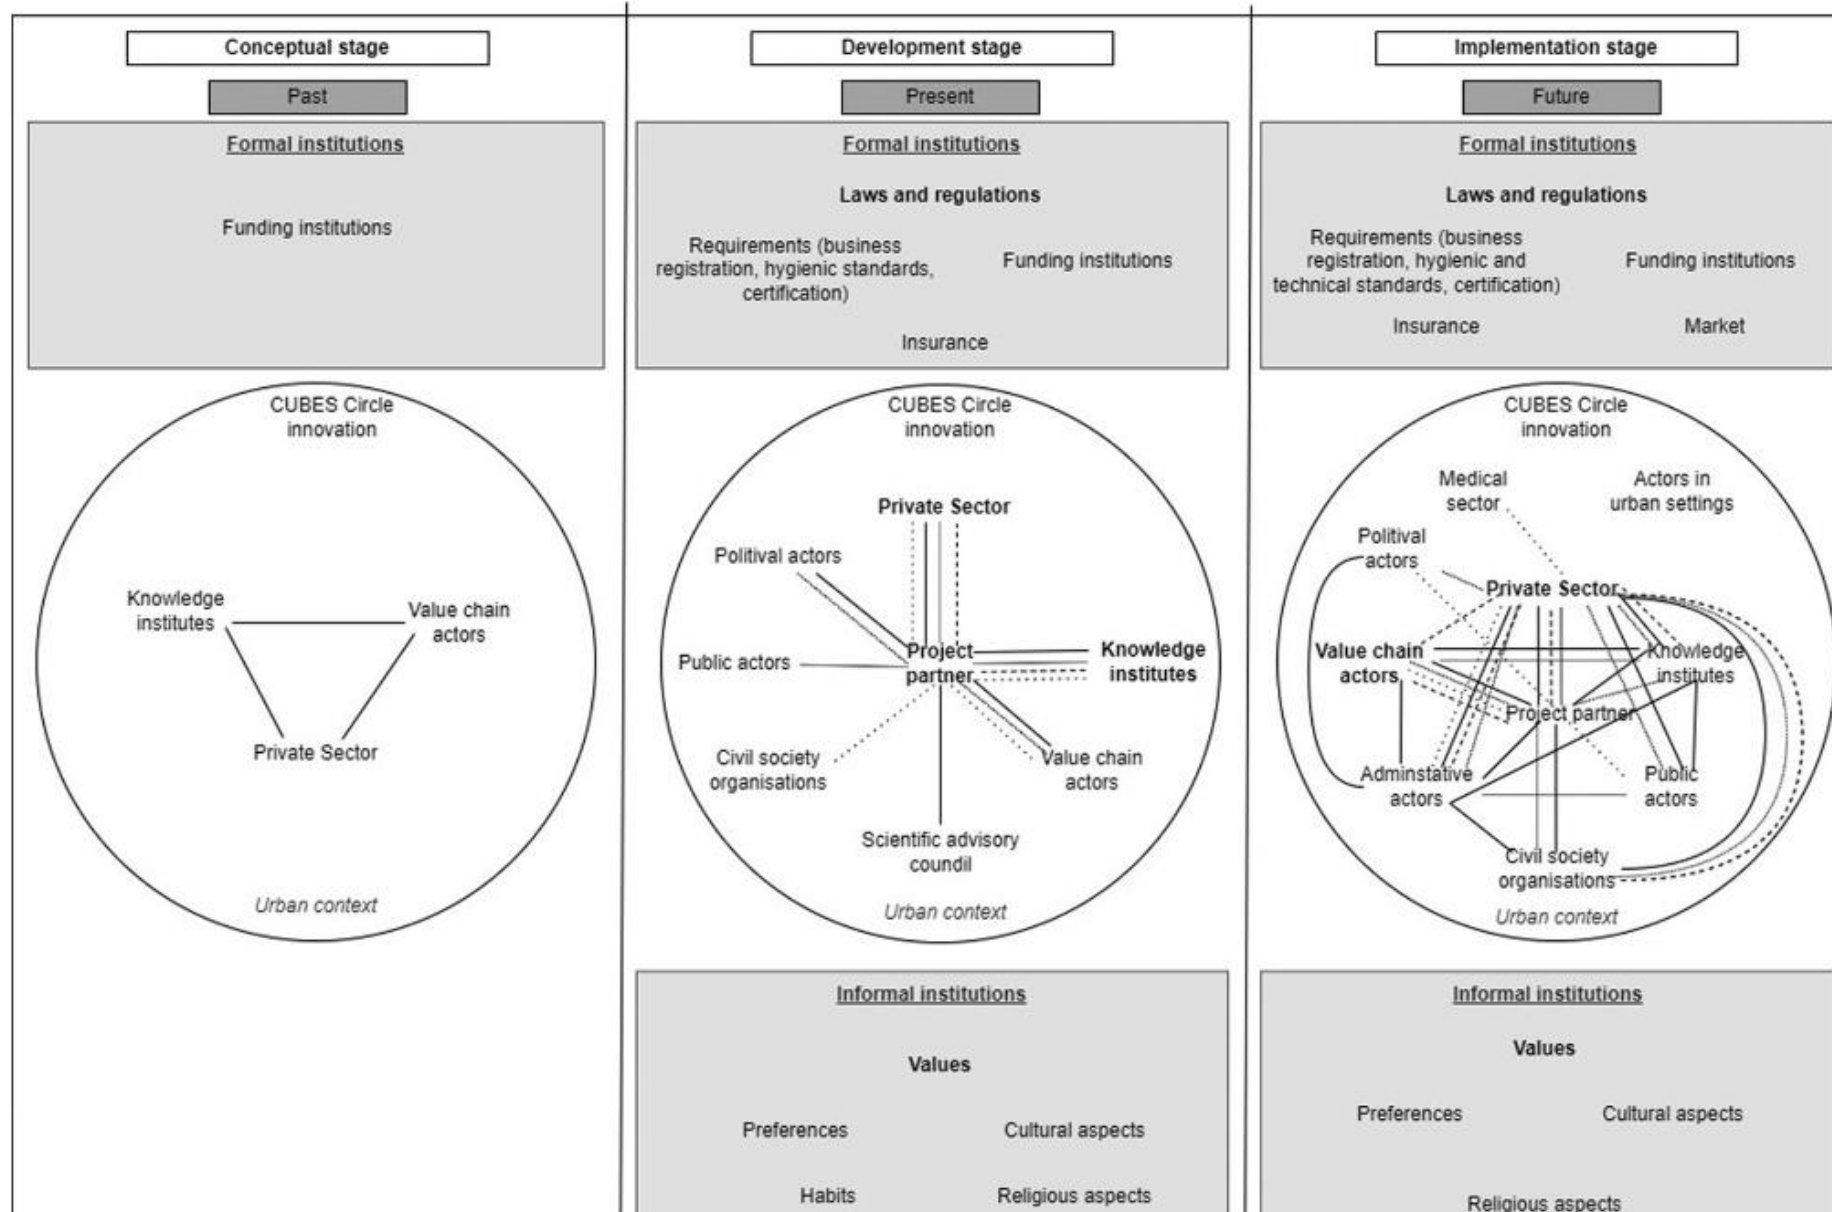 Conceptual stage
Past
Formal institutions
Funding institutions
CUBES Circle
innovation
Knowledge
institutes
Value chain
actors
Private Sector
Urban context
Development stage
Present
Formal institutions
Laws and regulations
Requirements (business
registration, hygienic standards,
certification)
Funding institutions
Insurance
CUBES Circle
innovation
Private Sector
Politival actors
Public actors
Project
partner
Knowledge
institutes
Civil society
organisations
Value chain
actors
Scientific advisory
coundil
Urban context
Informal institutions
Values
Preferences
Cultural aspects
Habits
Religious aspects
Implementation stage
Future
Formal institutions
Laws and regulations
Requirements (business
registration, hygienic and
technical standards, certification)
Funding institutions
Insurance
Market
CUBES Circle
innovation
Medical
sector
Actors in
urban settings
Politival
actors
Private Sector
Value chain
actors
Knowledge
institutes
Project partner
Adminstative
actors
Public
actors
Civil society
organisations
Urban context
Informal institutions
Values
Preferences
Cultural aspects
Religious aspects